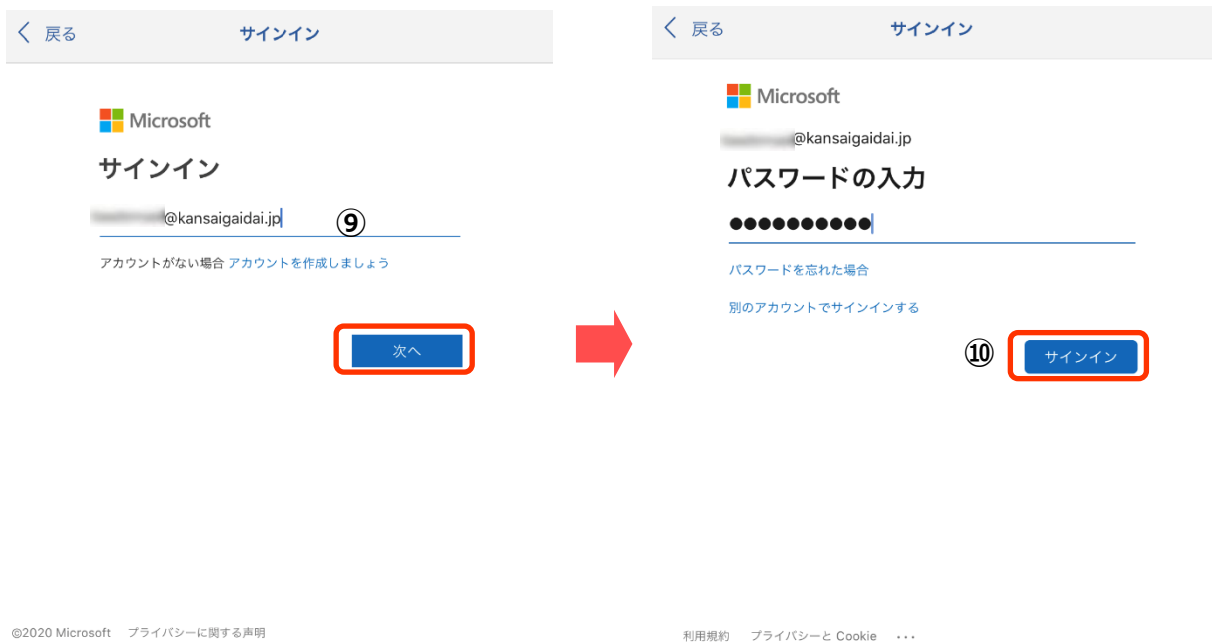 戻る
サインイン
Microsoft
サインイン
@kansaigaidai.jp
⑨
アカウントがない場合 アカウントを作成しましょう
次へ
©2020 Microsoft プライバシーに関する声明
戻る
サインイン
Microsoft
@kansaigaidai.jp
パスワードの入力
●●●●●●●●●●
パスワードを忘れた場合
別のアカウントでサインインする
⑩
サインイン
利用規約 プライバシーと Cookie ···